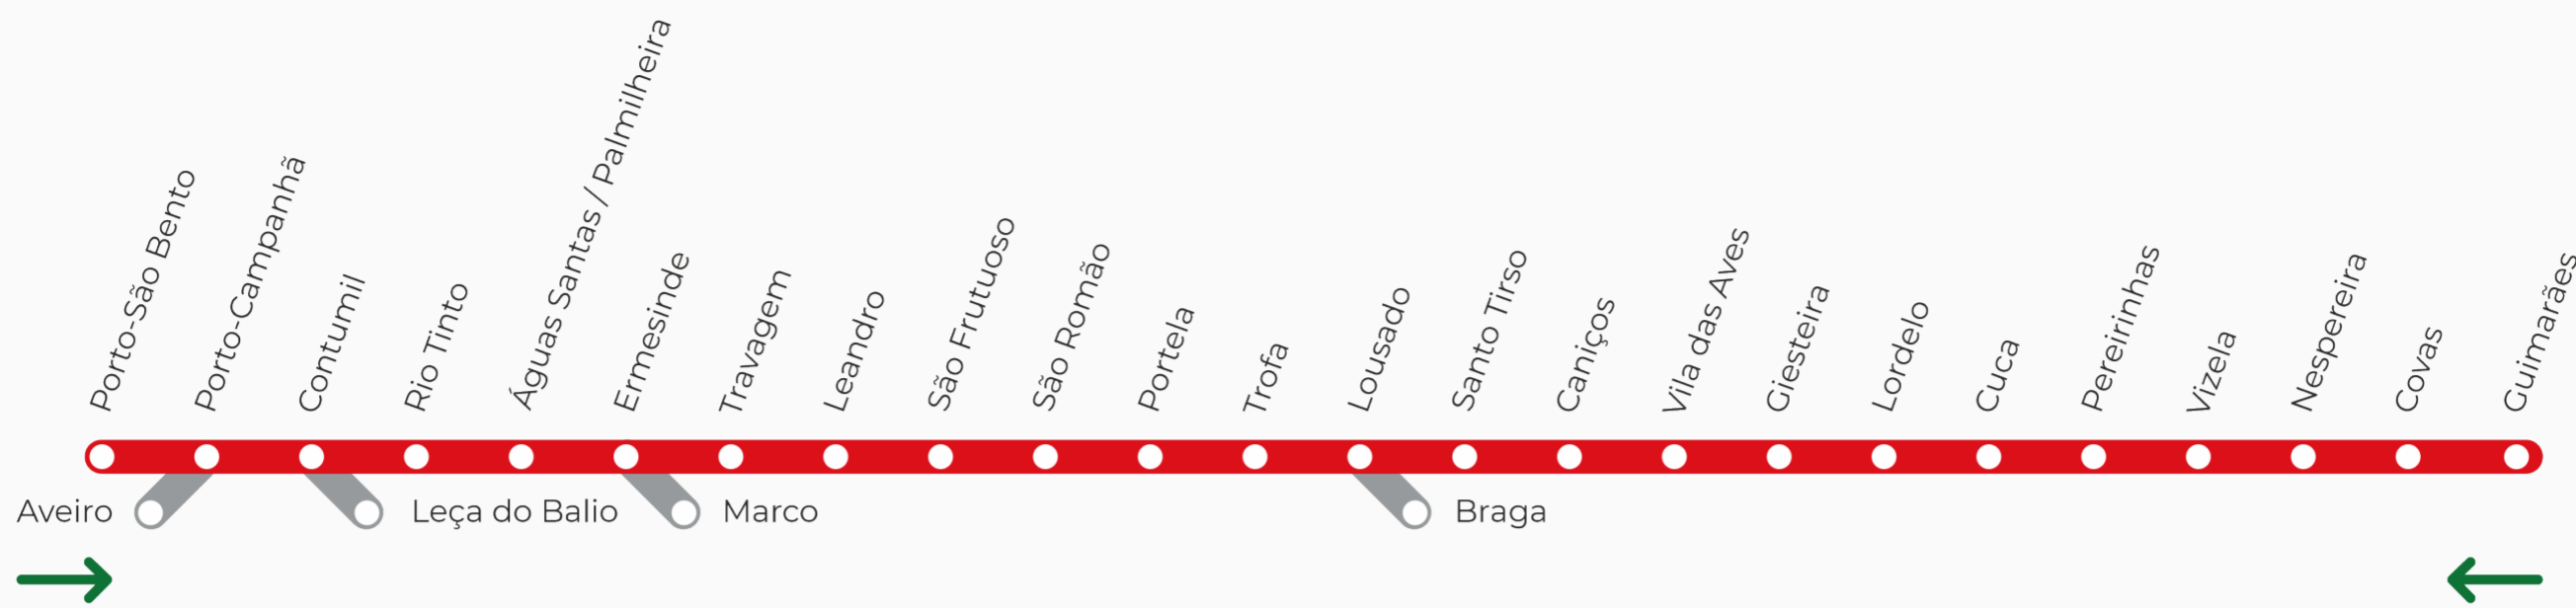 Porto-São Bento
Porto-Campanhã
Contumil
Rio Tinto
Águas Santas / Palmilheira
Ermesinde
Travagem
Leandro
São Frutuoso
São Romão
Portela
Trofa
Lousado
Santo Tirso
Caniços
Vila das Aves
Giesteira
Lordelo
Cuca
Pereirinhas
Vizela
Nespereira
Covas
Guimarães
Aveiro
Leça do Balio
Marco
Braga